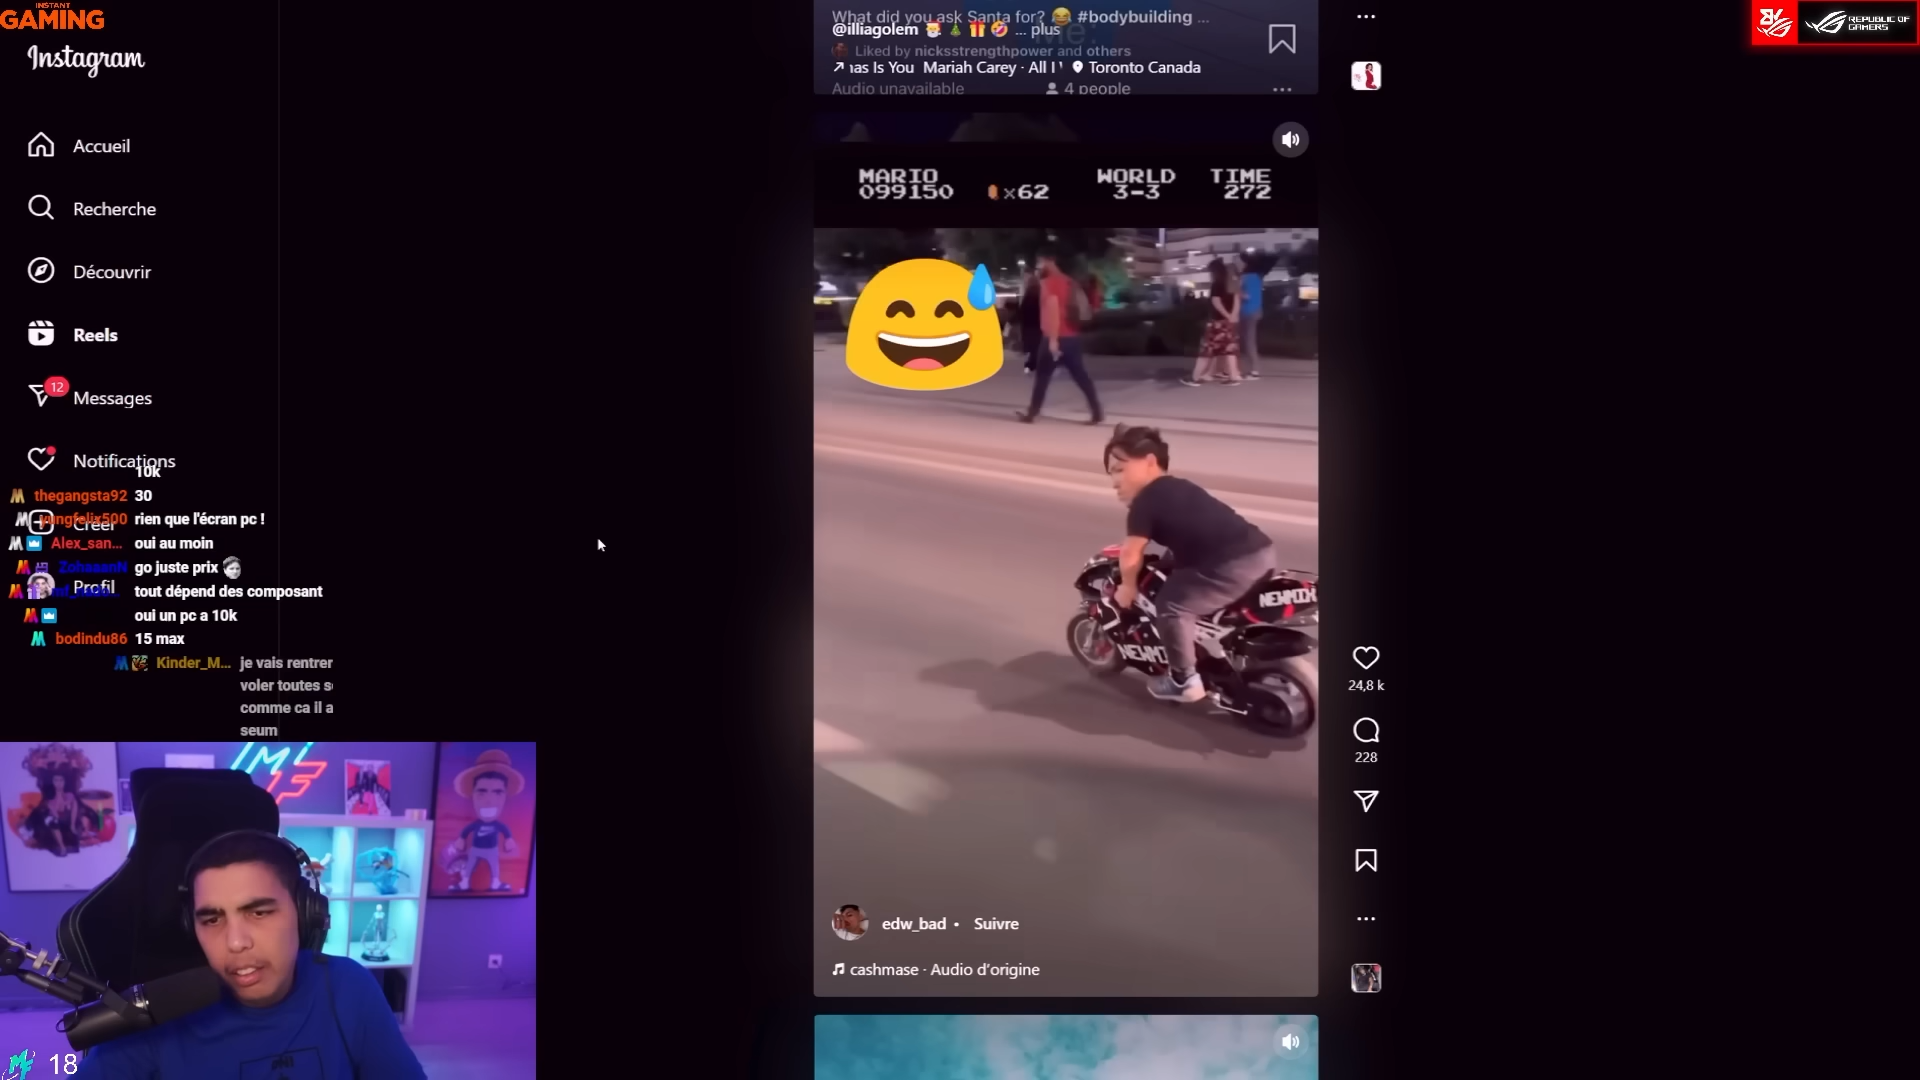 INSTANT
GAMING
Instagram
Accueil
Recherche
Découvrir
Reels
12
Messages
Notifications
Créer
Profil
10k
thegangsta92 30
yungfelix500 rien que l'écran pc !
Alex_san... oui au moin
ZohaaanN go juste prix
tout dépend des composant
oui un pc a 10k
bodindu86 15 max
Kinder_M... je vais rentrer
voler toutes s
comme ca il a
seum
18
What did you ask Santa for? 😂 #bodybuilding ...
@illiagolem 🎅 🎄 🎁 🤣 ... plus
Liked by nicksstrengthpower and others
as Is You Mariah Carey · All I Toronto Canada
Audio unavailable 4 people
MARIO WORLD TIME
099150 ×62 3-3 272
NEWMIX
NEWMI
edw_bad • Suivre
cashmase · Audio d'origine
24,8 k
228
REPUBLIC OF
GAMERS